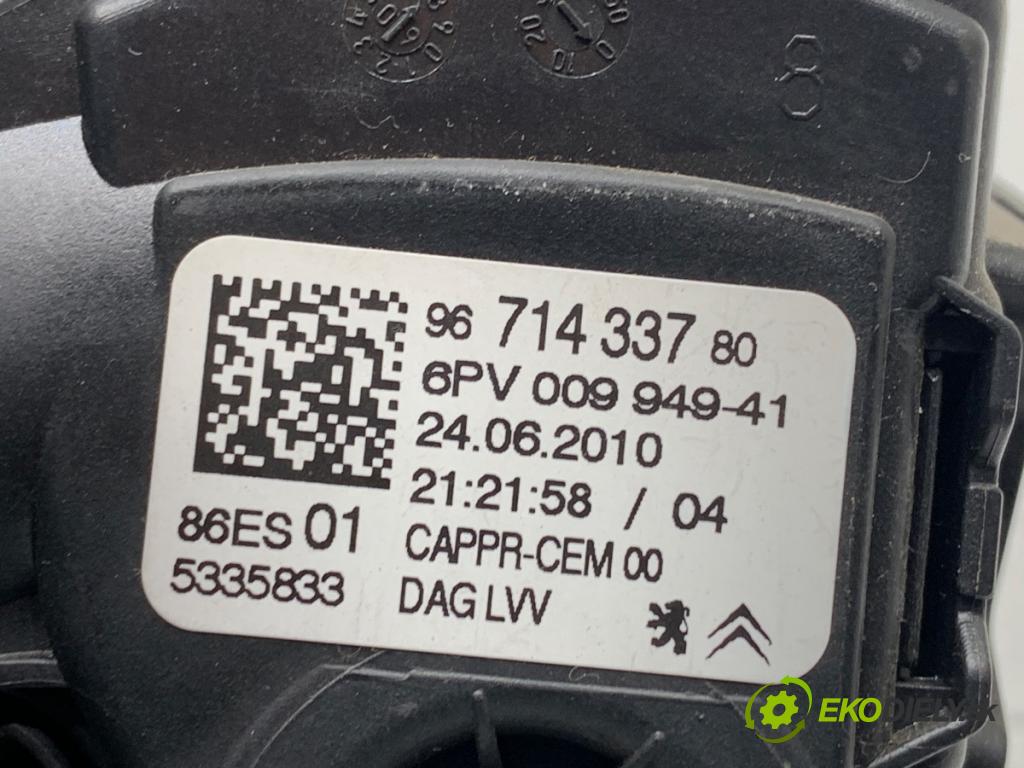 96 714 337 80
6PV 009 949-41
24.06.2010
21:21:58 / 04
86ES 01
CAPPR-CEM 00
5335833
DAG LVV
EKODIELY.sk